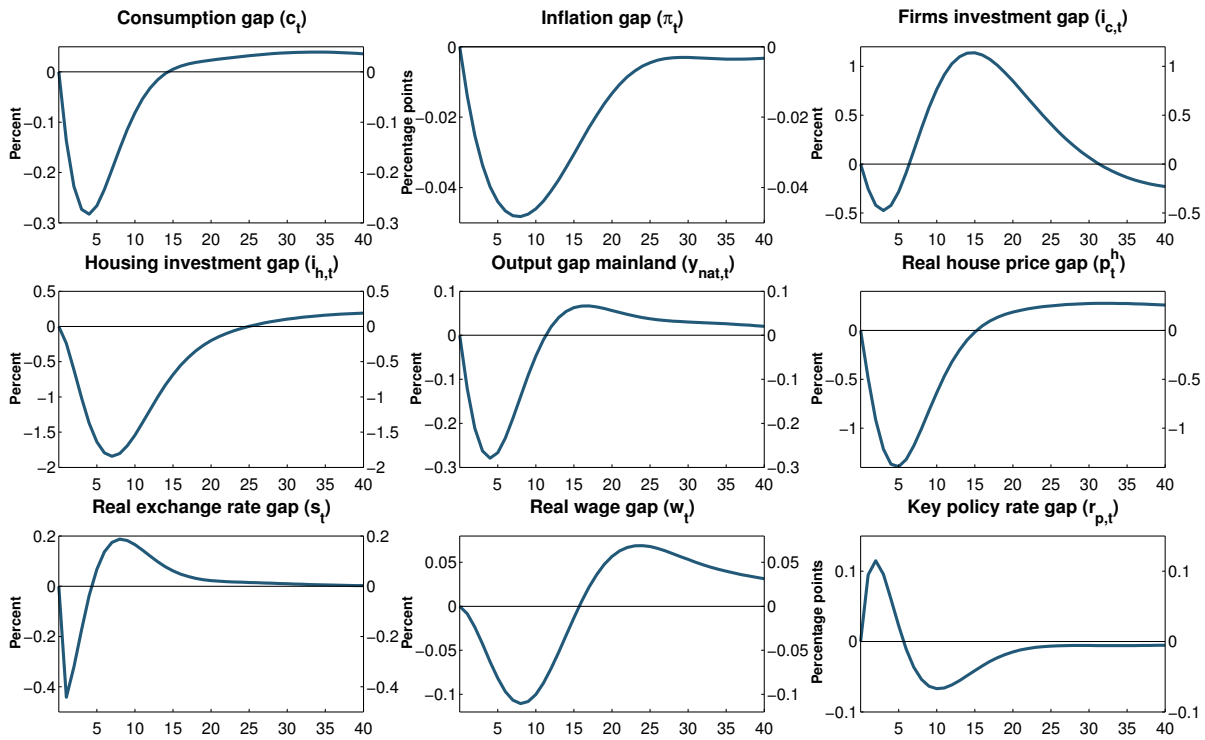 Consumption gap (c_t)
Inflation gap (π_t)
Firms investment gap (i_c,t)
Percent
0
−0.1
−0.2
−0.3
0
−0.1
−0.2
−0.3
5 10 15 20 25 30 35 40
Percentage points
0
−0.02
−0.04
0
−0.02
−0.04
5 10 15 20 25 30 35 40
Percent
1
0.5
0
−0.5
1
0.5
0
−0.5
5 10 15 20 25 30 35 40
Housing investment gap (i_h,t)
Output gap mainland (y_nat,t)
Real house price gap (p_t^h)
Percent
0.5
0
−0.5
−1
−1.5
−2
0.5
0
−0.5
−1
−1.5
−2
5 10 15 20 25 30 35 40
Percent
0.1
0
−0.1
−0.2
−0.3
0.1
0
−0.1
−0.2
−0.3
5 10 15 20 25 30 35 40
Percent
0
−0.5
−1
0
−0.5
−1
5 10 15 20 25 30 35 40
Real exchange rate gap (s_t)
Real wage gap (w_t)
Key policy rate gap (r_p,t)
Percent
0.2
0
−0.2
−0.4
0.2
0
−0.2
−0.4
5 10 15 20 25 30 35 40
Percent
0.05
0
−0.05
−0.1
0.05
0
−0.05
−0.1
5 10 15 20 25 30 35 40
Percentage points
0.1
0
−0.1
0.1
0
−0.1
5 10 15 20 25 30 35 40